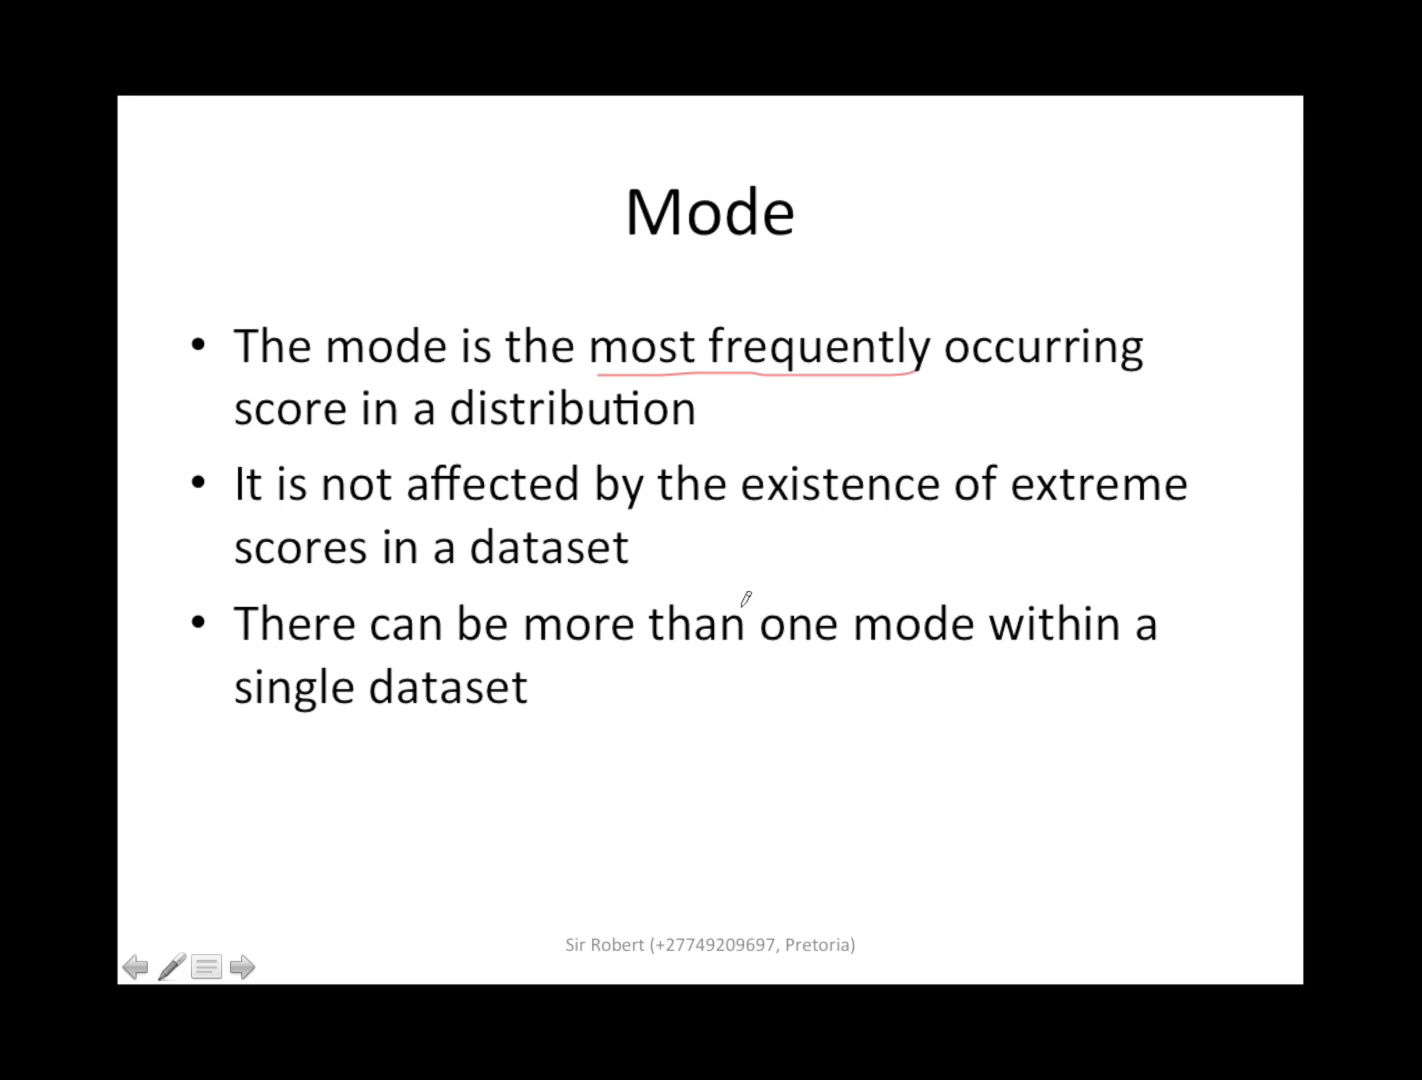 Mode
• The mode is the most frequently occurring
score in a distribution
• It is not affected by the existence of extreme
scores in a dataset
• There can be more than one mode within a
single dataset
Sir Robert (+27749209697, Pretoria)